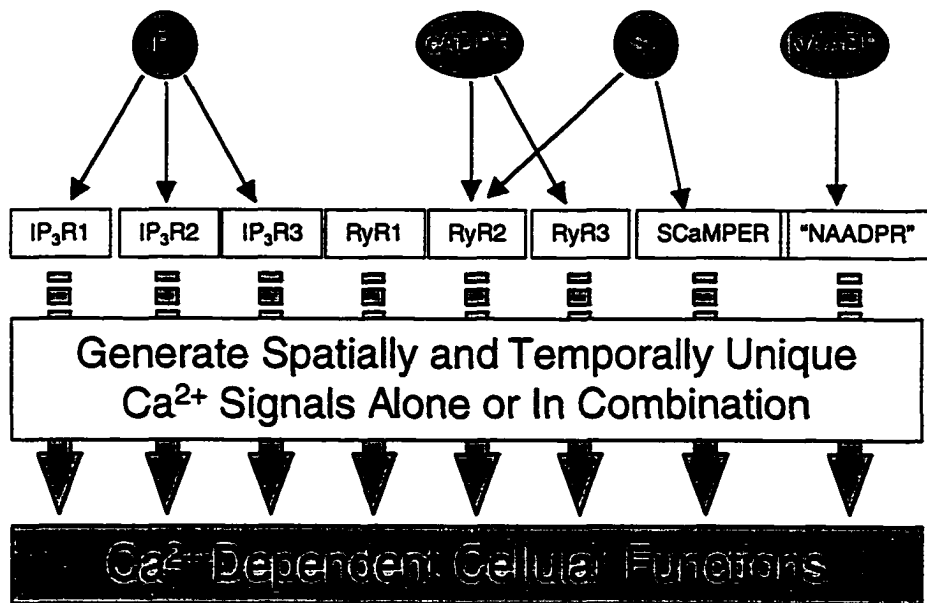 IP₃R1 IP₃R2 IP₃R3 RyR1 RyR2 RyR3 SCaMPER "NAADPR"
Generate Spatially and Temporally Unique
Ca²⁺ Signals Alone or In Combination
Ca²⁺ Dependent Cellular Functions